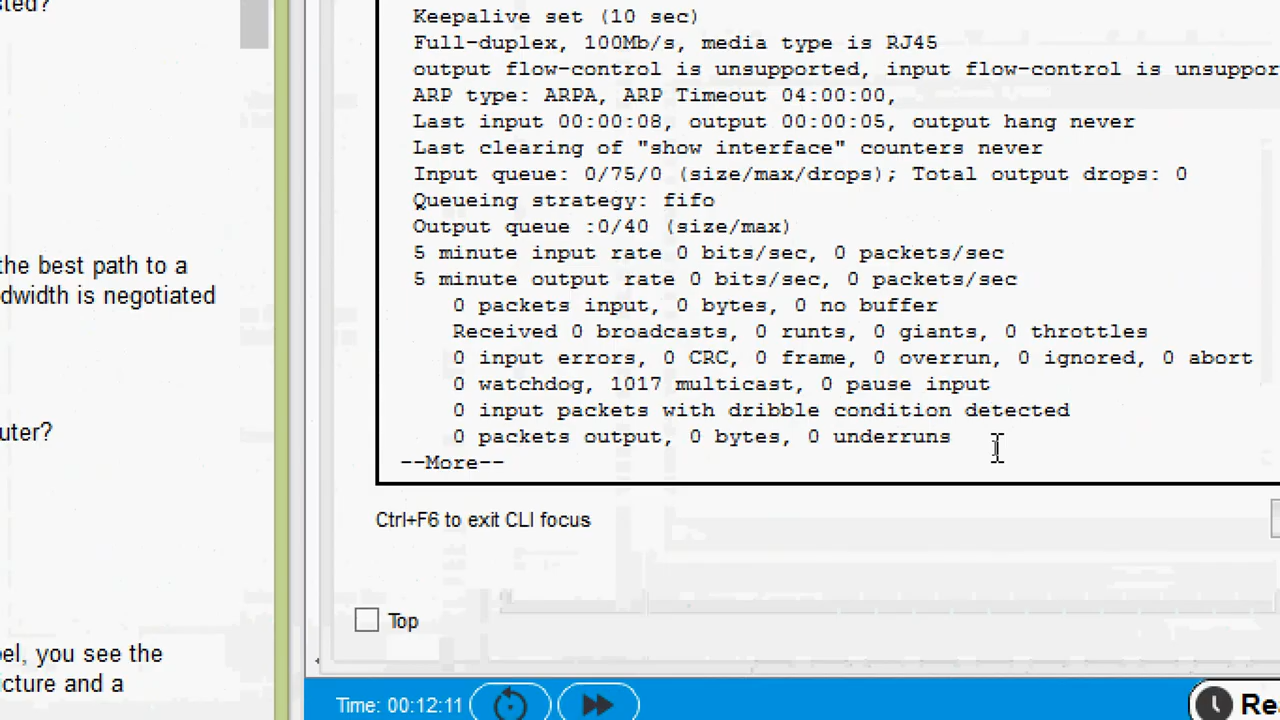 sted?
the best path to a
dwidth is negotiated
uter?
el, you see the
icture and a
Keepalive set (10 sec)
Full-duplex, 100Mb/s, media type is RJ45
output flow-control is unsupported, input flow-control is unsuppor
ARP type: ARPA, ARP Timeout 04:00:00,
Last input 00:00:08, output 00:00:05, output hang never
Last clearing of "show interface" counters never
Input queue: 0/75/0 (size/max/drops); Total output drops: 0
Queueing strategy: fifo
Output queue :0/40 (size/max)
5 minute input rate 0 bits/sec, 0 packets/sec
5 minute output rate 0 bits/sec, 0 packets/sec
0 packets input, 0 bytes, 0 no buffer
Received 0 broadcasts, 0 runts, 0 giants, 0 throttles
0 input errors, 0 CRC, 0 frame, 0 overrun, 0 ignored, 0 abort
0 watchdog, 1017 multicast, 0 pause input
0 input packets with dribble condition detected
0 packets output, 0 bytes, 0 underruns
--More--
Ctrl+F6 to exit CLI focus
Top
Time: 00:12:11
Re